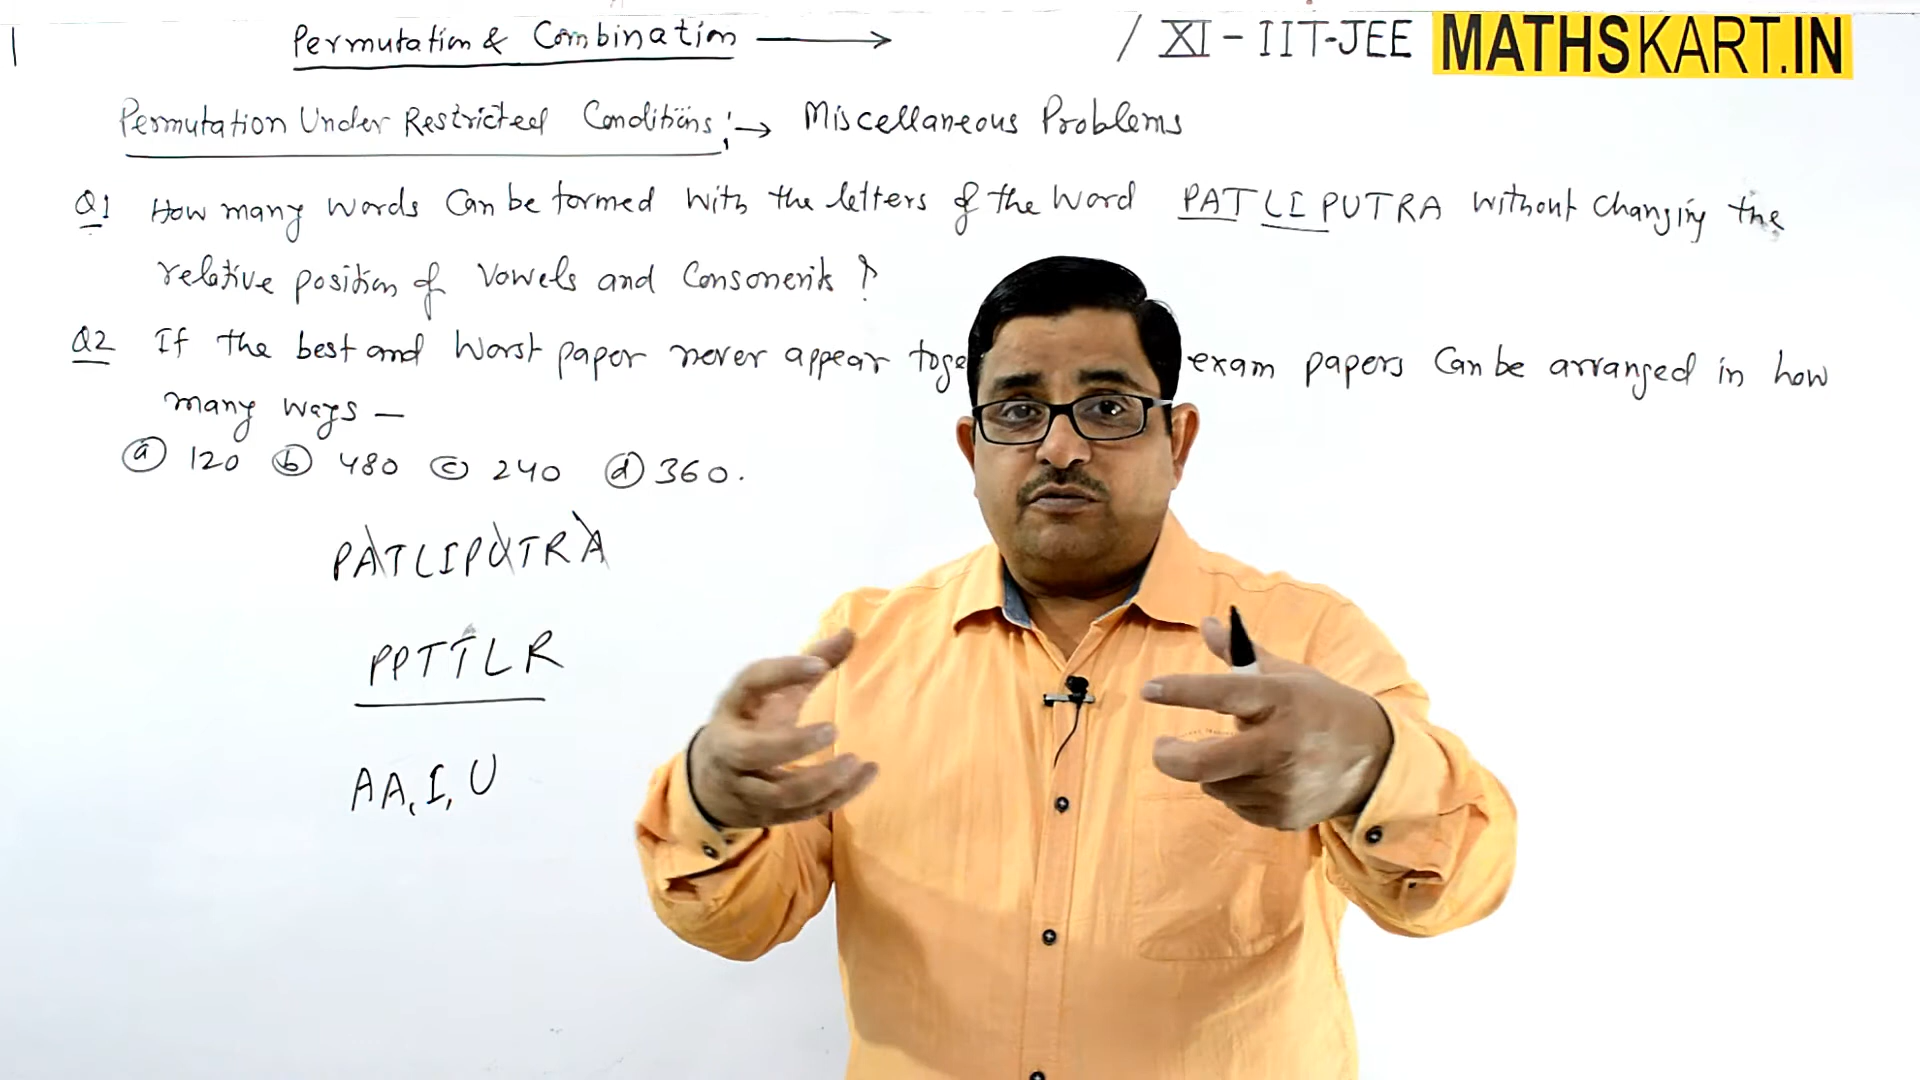 Permutation & Combination → / XI - IIT-JEE MATHSKART.IN
Permutation Under Restricted Conditions :→ Miscellaneous Problems
Q1 How many words can be formed with the letters of the word PATLIPUTRA without changing the
relative position of vowels and consonents ?
Q2 If the best and worst paper never appear toge exam papers can be arranged in how
many ways —
(a) 120 (b) 480 (c) 240 (d) 360.
PATLIPUTRA
PPTTLR
AA, I, U